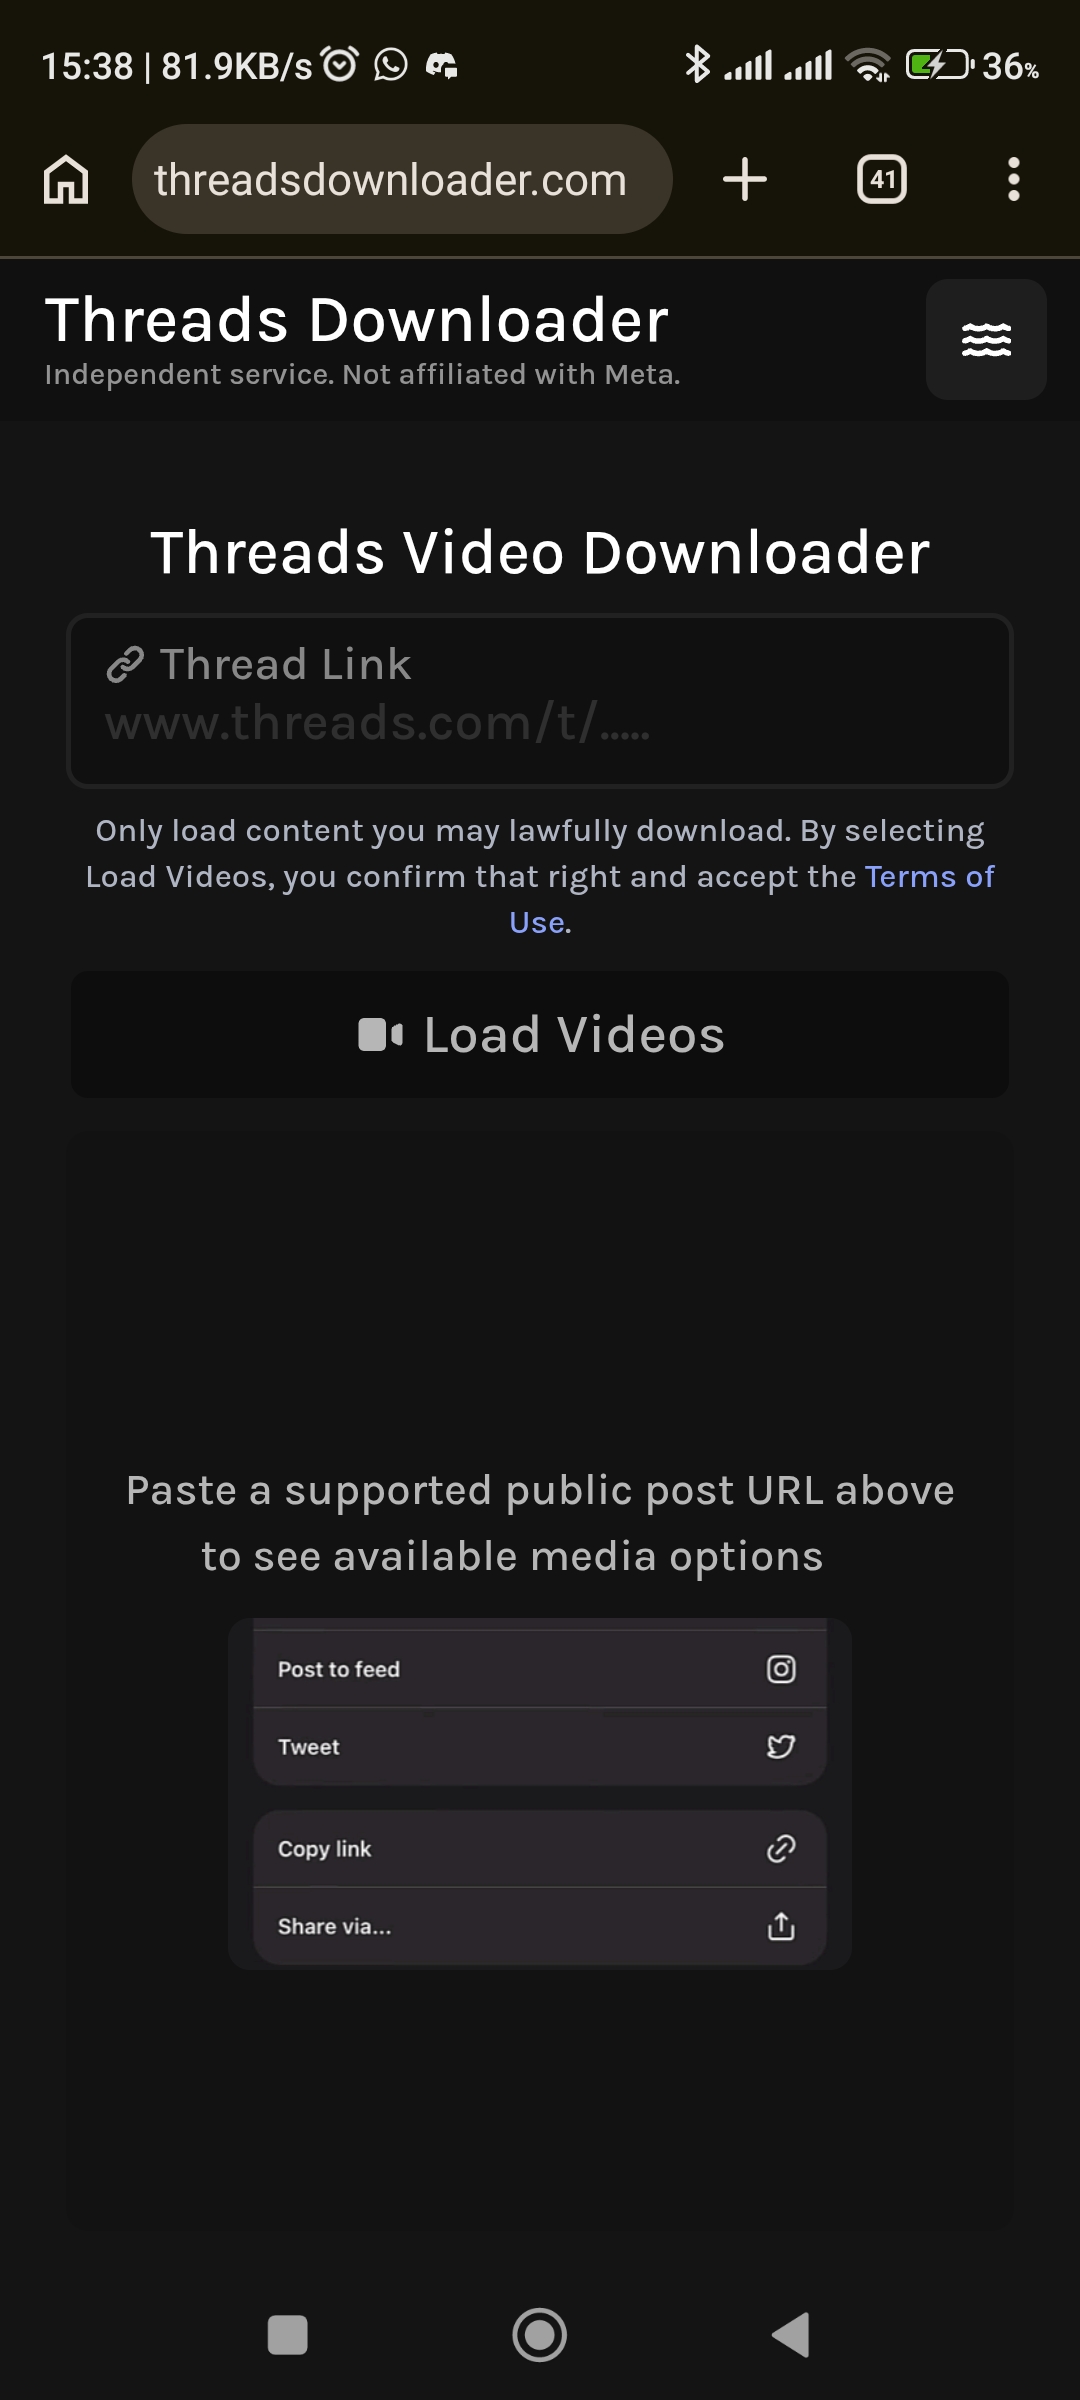 15:38 | 81.9KB/s 36%
threadsdownloader.com 41
Threads Downloader
Independent service. Not affiliated with Meta.
Threads Video Downloader
Thread Link
www.threads.com/t/.....
Only load content you may lawfully download. By selecting
Load Videos, you confirm that right and accept the Terms of
Use.
Load Videos
Paste a supported public post URL above
to see available media options
Post to feed
Tweet
Copy link
Share via...